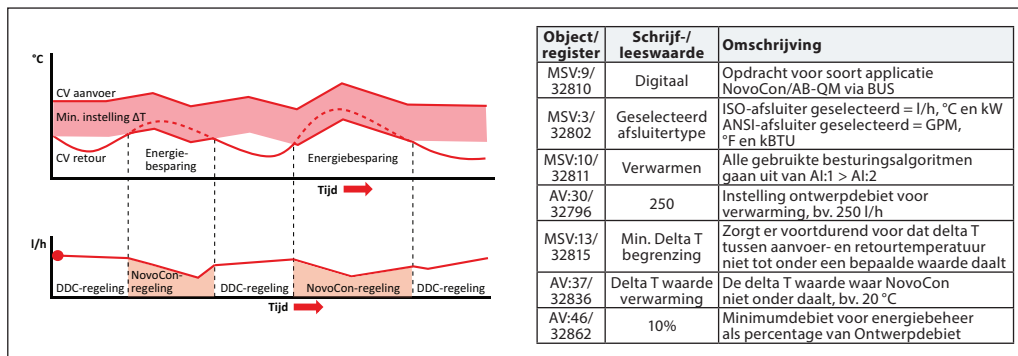 °C
CV aanvoer
Min. instelling ΔT
CV retour
Energie-
besparing
Energiebesparing
Tijd
l/h
NovoCon-
regeling
DDC-regeling
DDC-regeling
NovoCon-regeling
DDC-regeling
Tijd
Object/
register
Schrijf-/
leeswaarde
Omschrijving
MSV:9/
32810
Digitaal
Opdracht voor soort applicatie
NovoCon/AB-QM via BUS
MSV:3/
32802
Geselecteerd
afsluitertype
ISO-afsluiter geselecteerd = l/h, °C en kW
ANSI-afsluiter geselecteerd = GPM,
°F en kBTU
MSV:10/
32811
Verwarmen
Alle gebruikte besturingsalgoritmen
gaan uit van AI:1 > AI:2
AV:30/
32796
250
Instelling ontwerpdebiet voor
verwarming, bv. 250 l/h
MSV:13/
32815
Min. Delta T
begrenzing
Zorgt er voortdurend voor dat delta T
tussen aanvoer- en retourtemperatuur
niet tot onder een bepaalde waarde daalt
AV:37/
32836
Delta T waarde
verwarming
De delta T waarde waar NovoCon
niet onder daalt, bv. 20 °C
AV:46/
32862
10%
Minimumdebiet voor energiebeheer
als percentage van Ontwerpdebiet